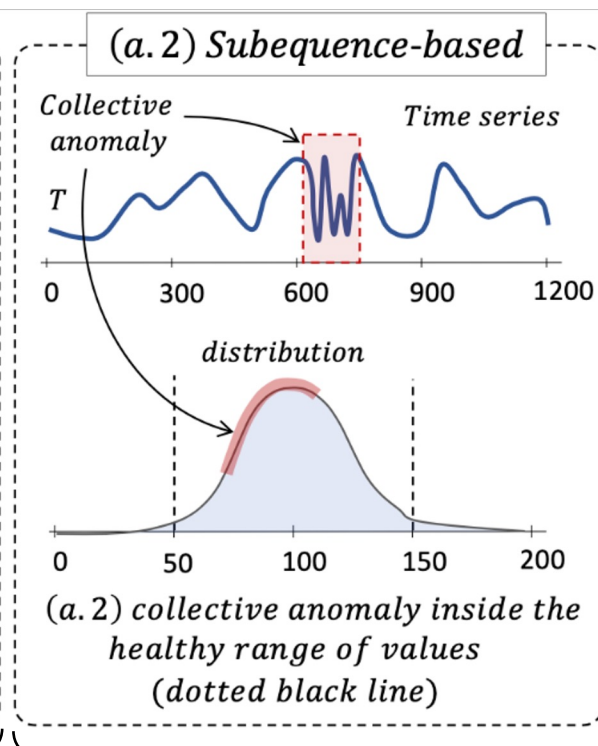 (a.2) Subequence-based
Collective
anomaly
Time series
T
0 300 600 900 1200
distribution
0 50 100 150 200
(a.2) collective anomaly inside the
healthy range of values
(dotted black line)